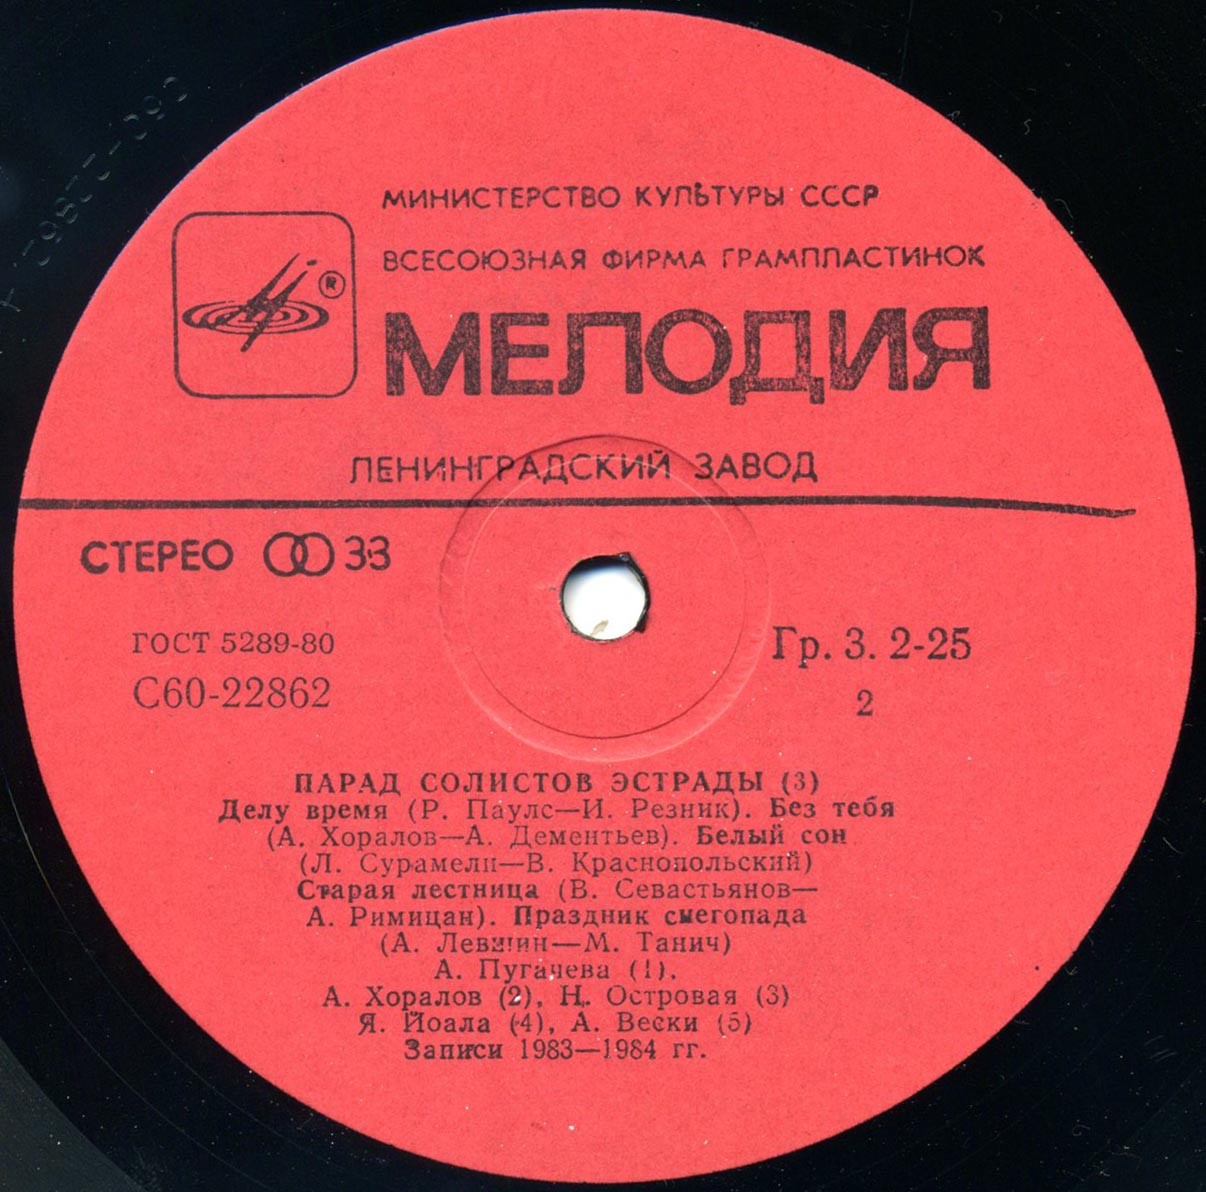 МИНИСТЕРСТВО КУЛЬТУРЫ СССР
ВСЕСОЮЗНАЯ ФИРМА ГРАМПЛАСТИНОК
®
МЕЛОДИЯ
ЛЕНИНГРАДСКИЙ ЗАВОД
СТЕРЕО 33
ГОСТ 5289-80
Гр. 3. 2-25
С60-22862
2
ПАРАД СОЛИСТОВ ЭСТРАДЫ (3)
Делу время (Р. Паулс—И. Резник). Без тебя
(А. Хоралов—А. Дементьев). Белый сон
(Л. Сурамели—В. Краснопольский)
Старая лестница (В. Севастьянов—
А. Римицан). Праздник снегопада
(А. Левшин—М. Танич)
А. Пугачева (1).
А. Хоралов (2), Н. Островая (3)
Я. Йоала (4), А. Вески (5)
Записи 1983—1984 гг.